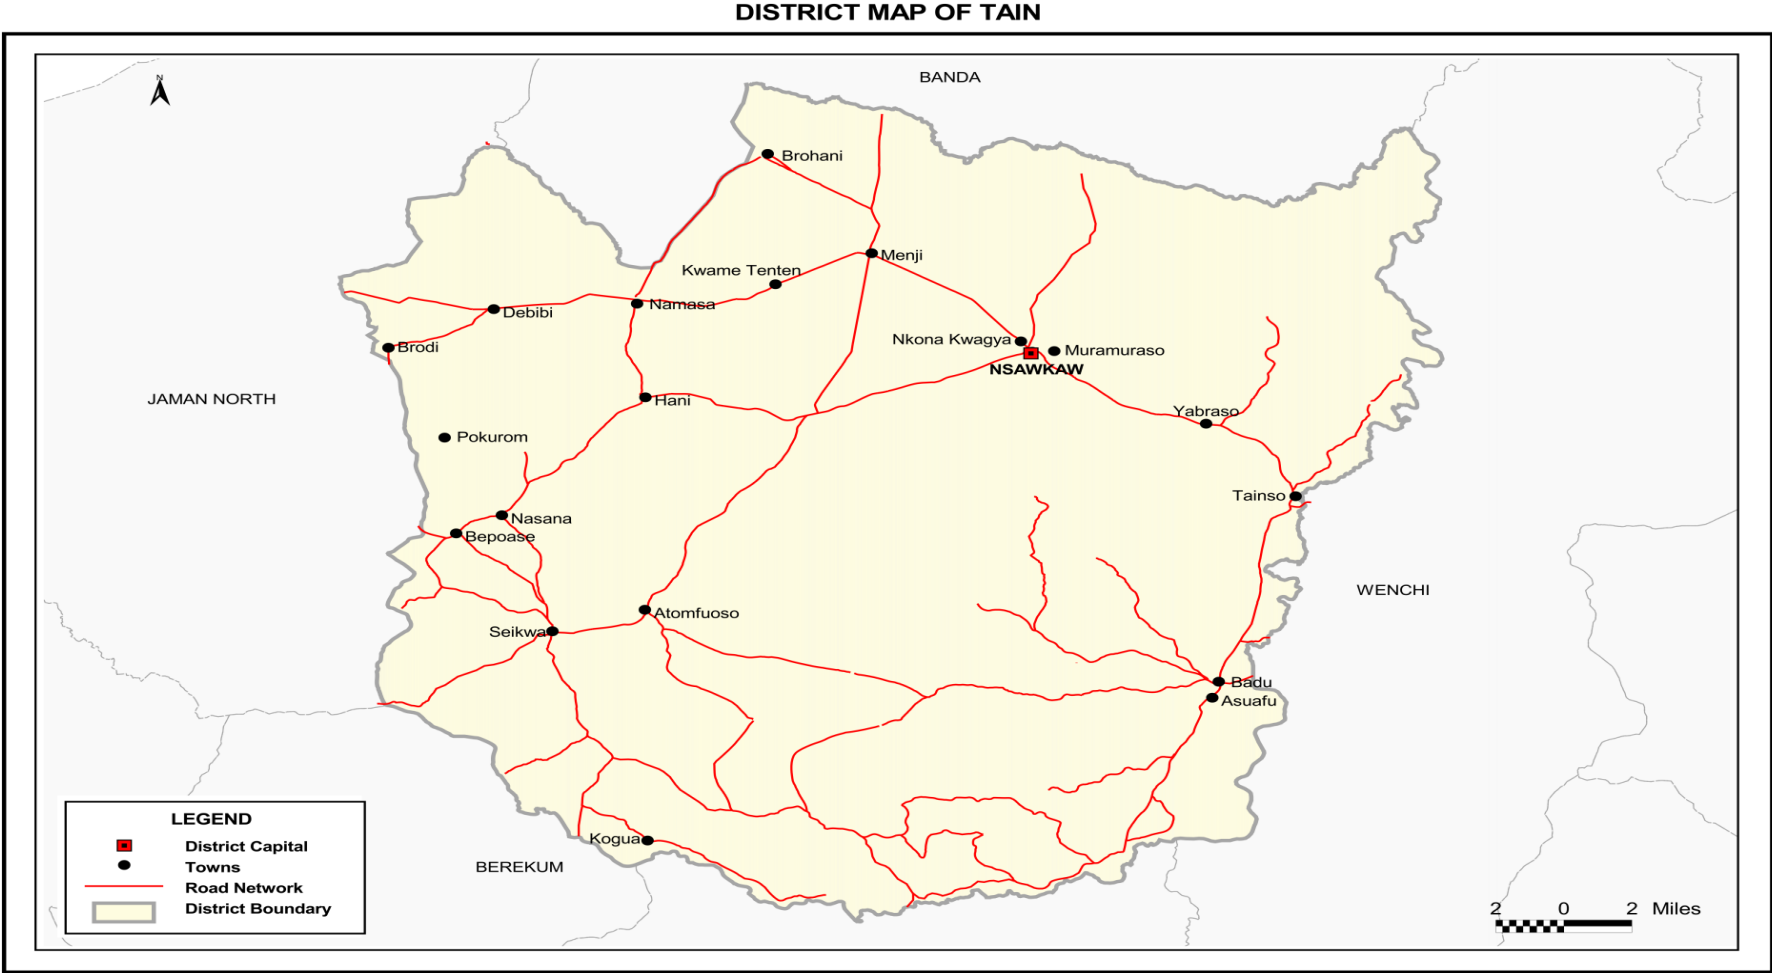 DISTRICT MAP OF TAIN
BANDA
N
Brohani
Menji
Kwame Tenten
Namasa
Debibi
Nkona Kwagya
Brodi
Muramuraso
NSAWKAW
JAMAN NORTH
Hani
Yabraso
Pokurom
Tainso
Nasana
Bepoase
WENCHI
Atomfuoso
Seikwa
Badu
Asuafu
LEGEND
District Capital
Towns
Road Network
District Boundary
Kogua
BEREKUM
2 0 2 Miles